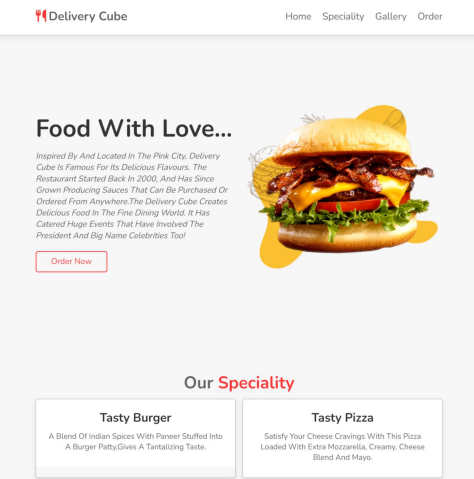 Delivery Cube
Home Speciality Gallery Order
Food With Love...
Inspired By And Located In The Pink City, Delivery
Cube Is Famous For Its Delicious Flavours. The
Restaurant Started Back In 2000, And Has Since
Grown Producing Sauces That Can Be Purchased Or
Ordered From Anywhere.The Delivery Cube Creates
Delicious Food In The Fine Dining World. It Has
Catered Huge Events That Have Involved The
President And Big Name Celebrities Too!
Order Now
Our Speciality
Tasty Burger
A Blend Of Indian Spices With Paneer Stuffed Into
A Burger Patty,Gives A Tantalizing Taste.
Tasty Pizza
Satisfy Your Cheese Cravings With This Pizza
Loaded With Extra Mozzarella, Creamy, Cheese
Blend And Mayo.